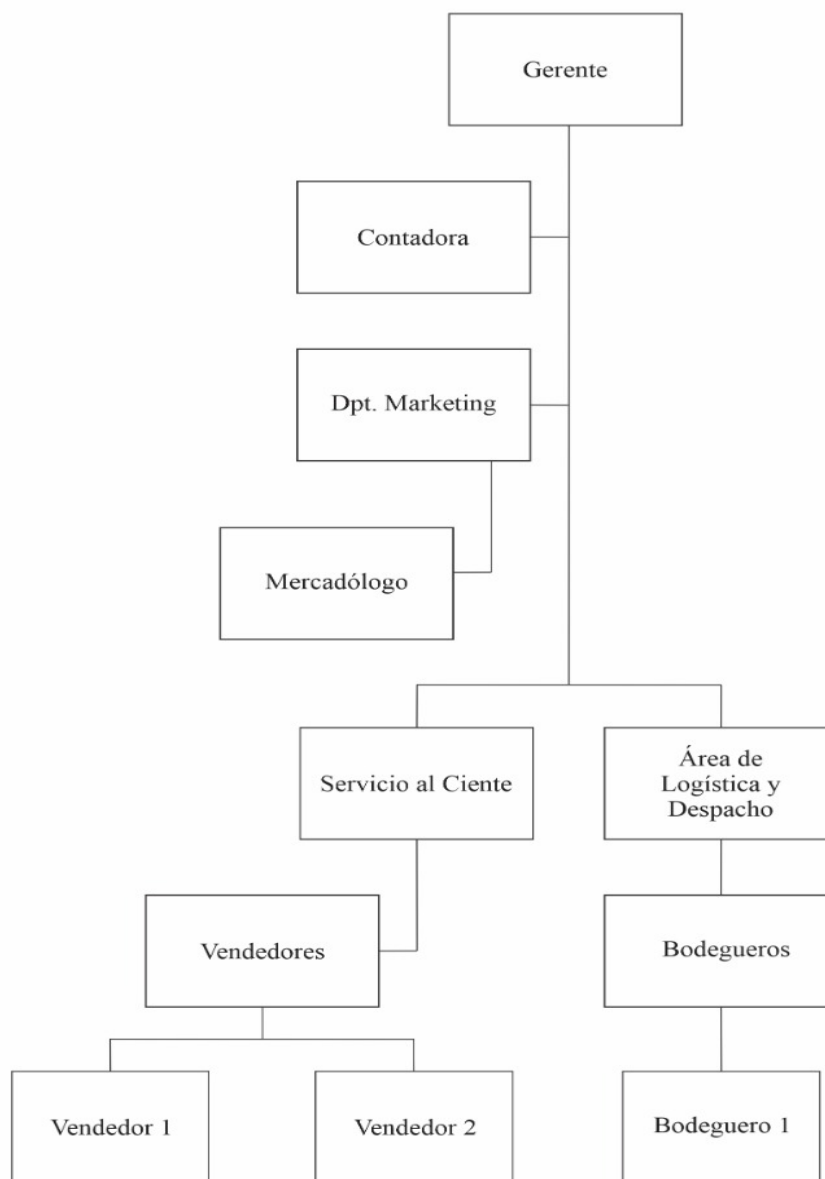 Gerente
Contadora
Dpt. Marketing
Mercadólogo
Servicio al Ciente
Área de
Logística y
Despacho
Vendedores
Bodegueros
Vendedor 1
Vendedor 2
Bodeguero 1